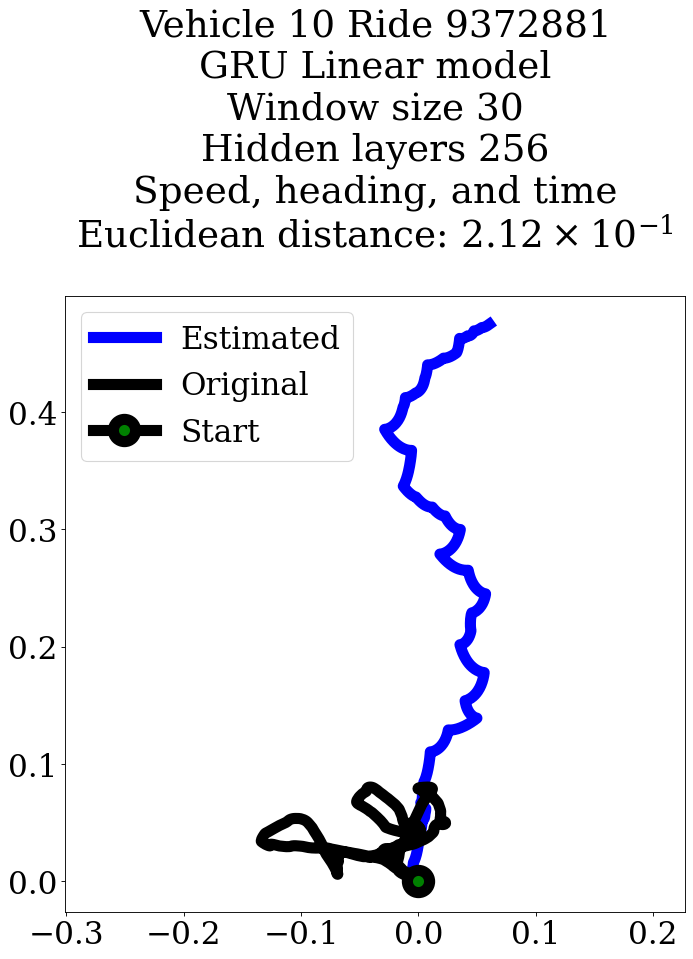 Vehicle 10 Ride 9372881
GRU Linear model
Window size 30
Hidden layers 256
Speed, heading, and time
Euclidean distance: 2.12 × 10⁻¹
Estimated
Original
Start
0.4
0.3
0.2
0.1
0.0
−0.3 −0.2 −0.1 0.0 0.1 0.2